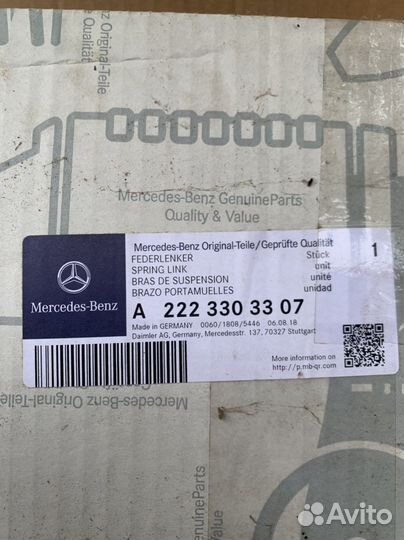 Mercedes-Benz
Original-Teile
Qualität
Mercedes-Benz GenuineParts
Quality & Value
Mercedes-Benz Original-Teile/Geprüfte Qualität
FEDERLENKER
SPRING LINK
BRAS DE SUSPENSION
BRAZO PORTAMUELLES
Stück
unit
unité
unidad
1
Mercedes-Benz
A 222 330 33 07
Made in GERMANY 0060/1808/5446 06.08.18
Daimler AG, Germany, Mercedesstr. 137, 70327 Stuttgart
More information on
http://p.mb-qr.com
Original-Teile
Avito